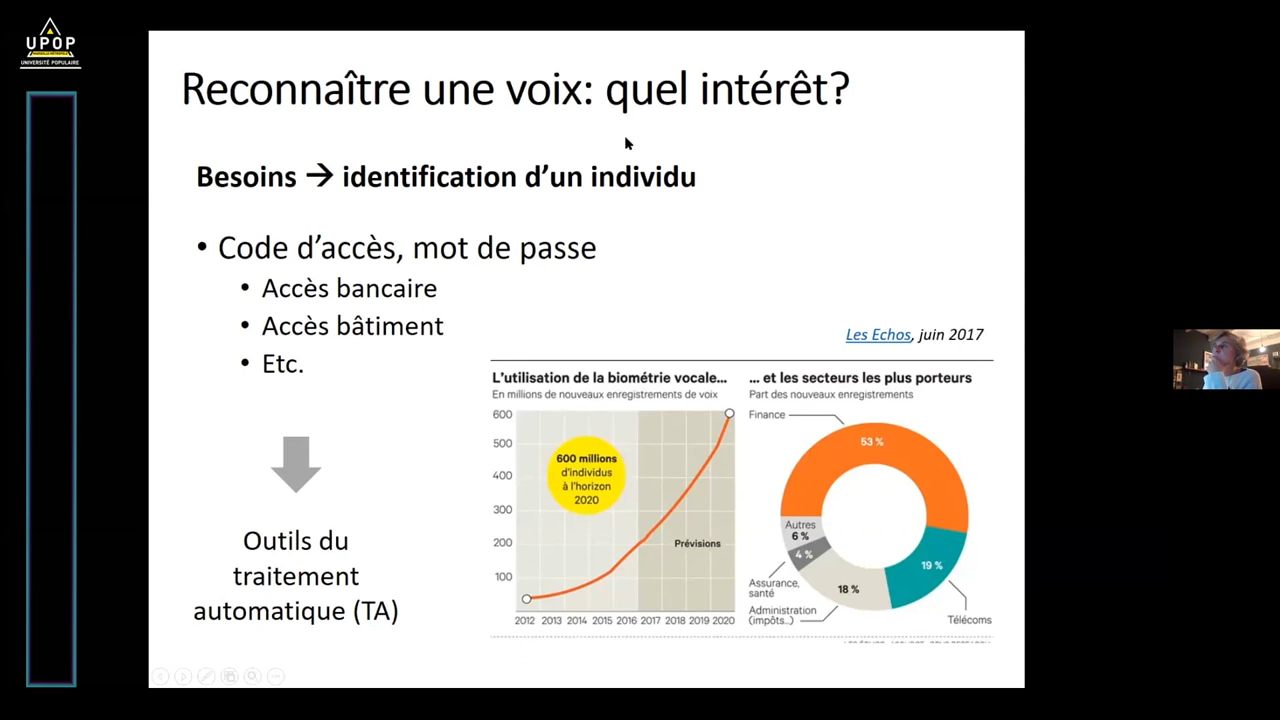 UPOP
UNIVERSITÉ POPULAIRE
Reconnaître une voix: quel intérêt?
Besoins → identification d’un individu
• Code d’accès, mot de passe
• Accès bancaire
• Accès bâtiment
• Etc.
Outils du
traitement
automatique (TA)
Les Echos, juin 2017
L’utilisation de la biométrie vocale...
En millions de nouveaux enregistrements de voix
600
500
400
300
200
100
600 millions
d’individus
à l’horizon
2020
Prévisions
2012 2013 2014 2015 2016 2017 2018 2019 2020
... et les secteurs les plus porteurs
Part des nouveaux enregistrements
Finance
53 %
Autres
6 %
4 %
19 %
18 %
Assurance,
santé
Administration
(impôts..)
Télécoms